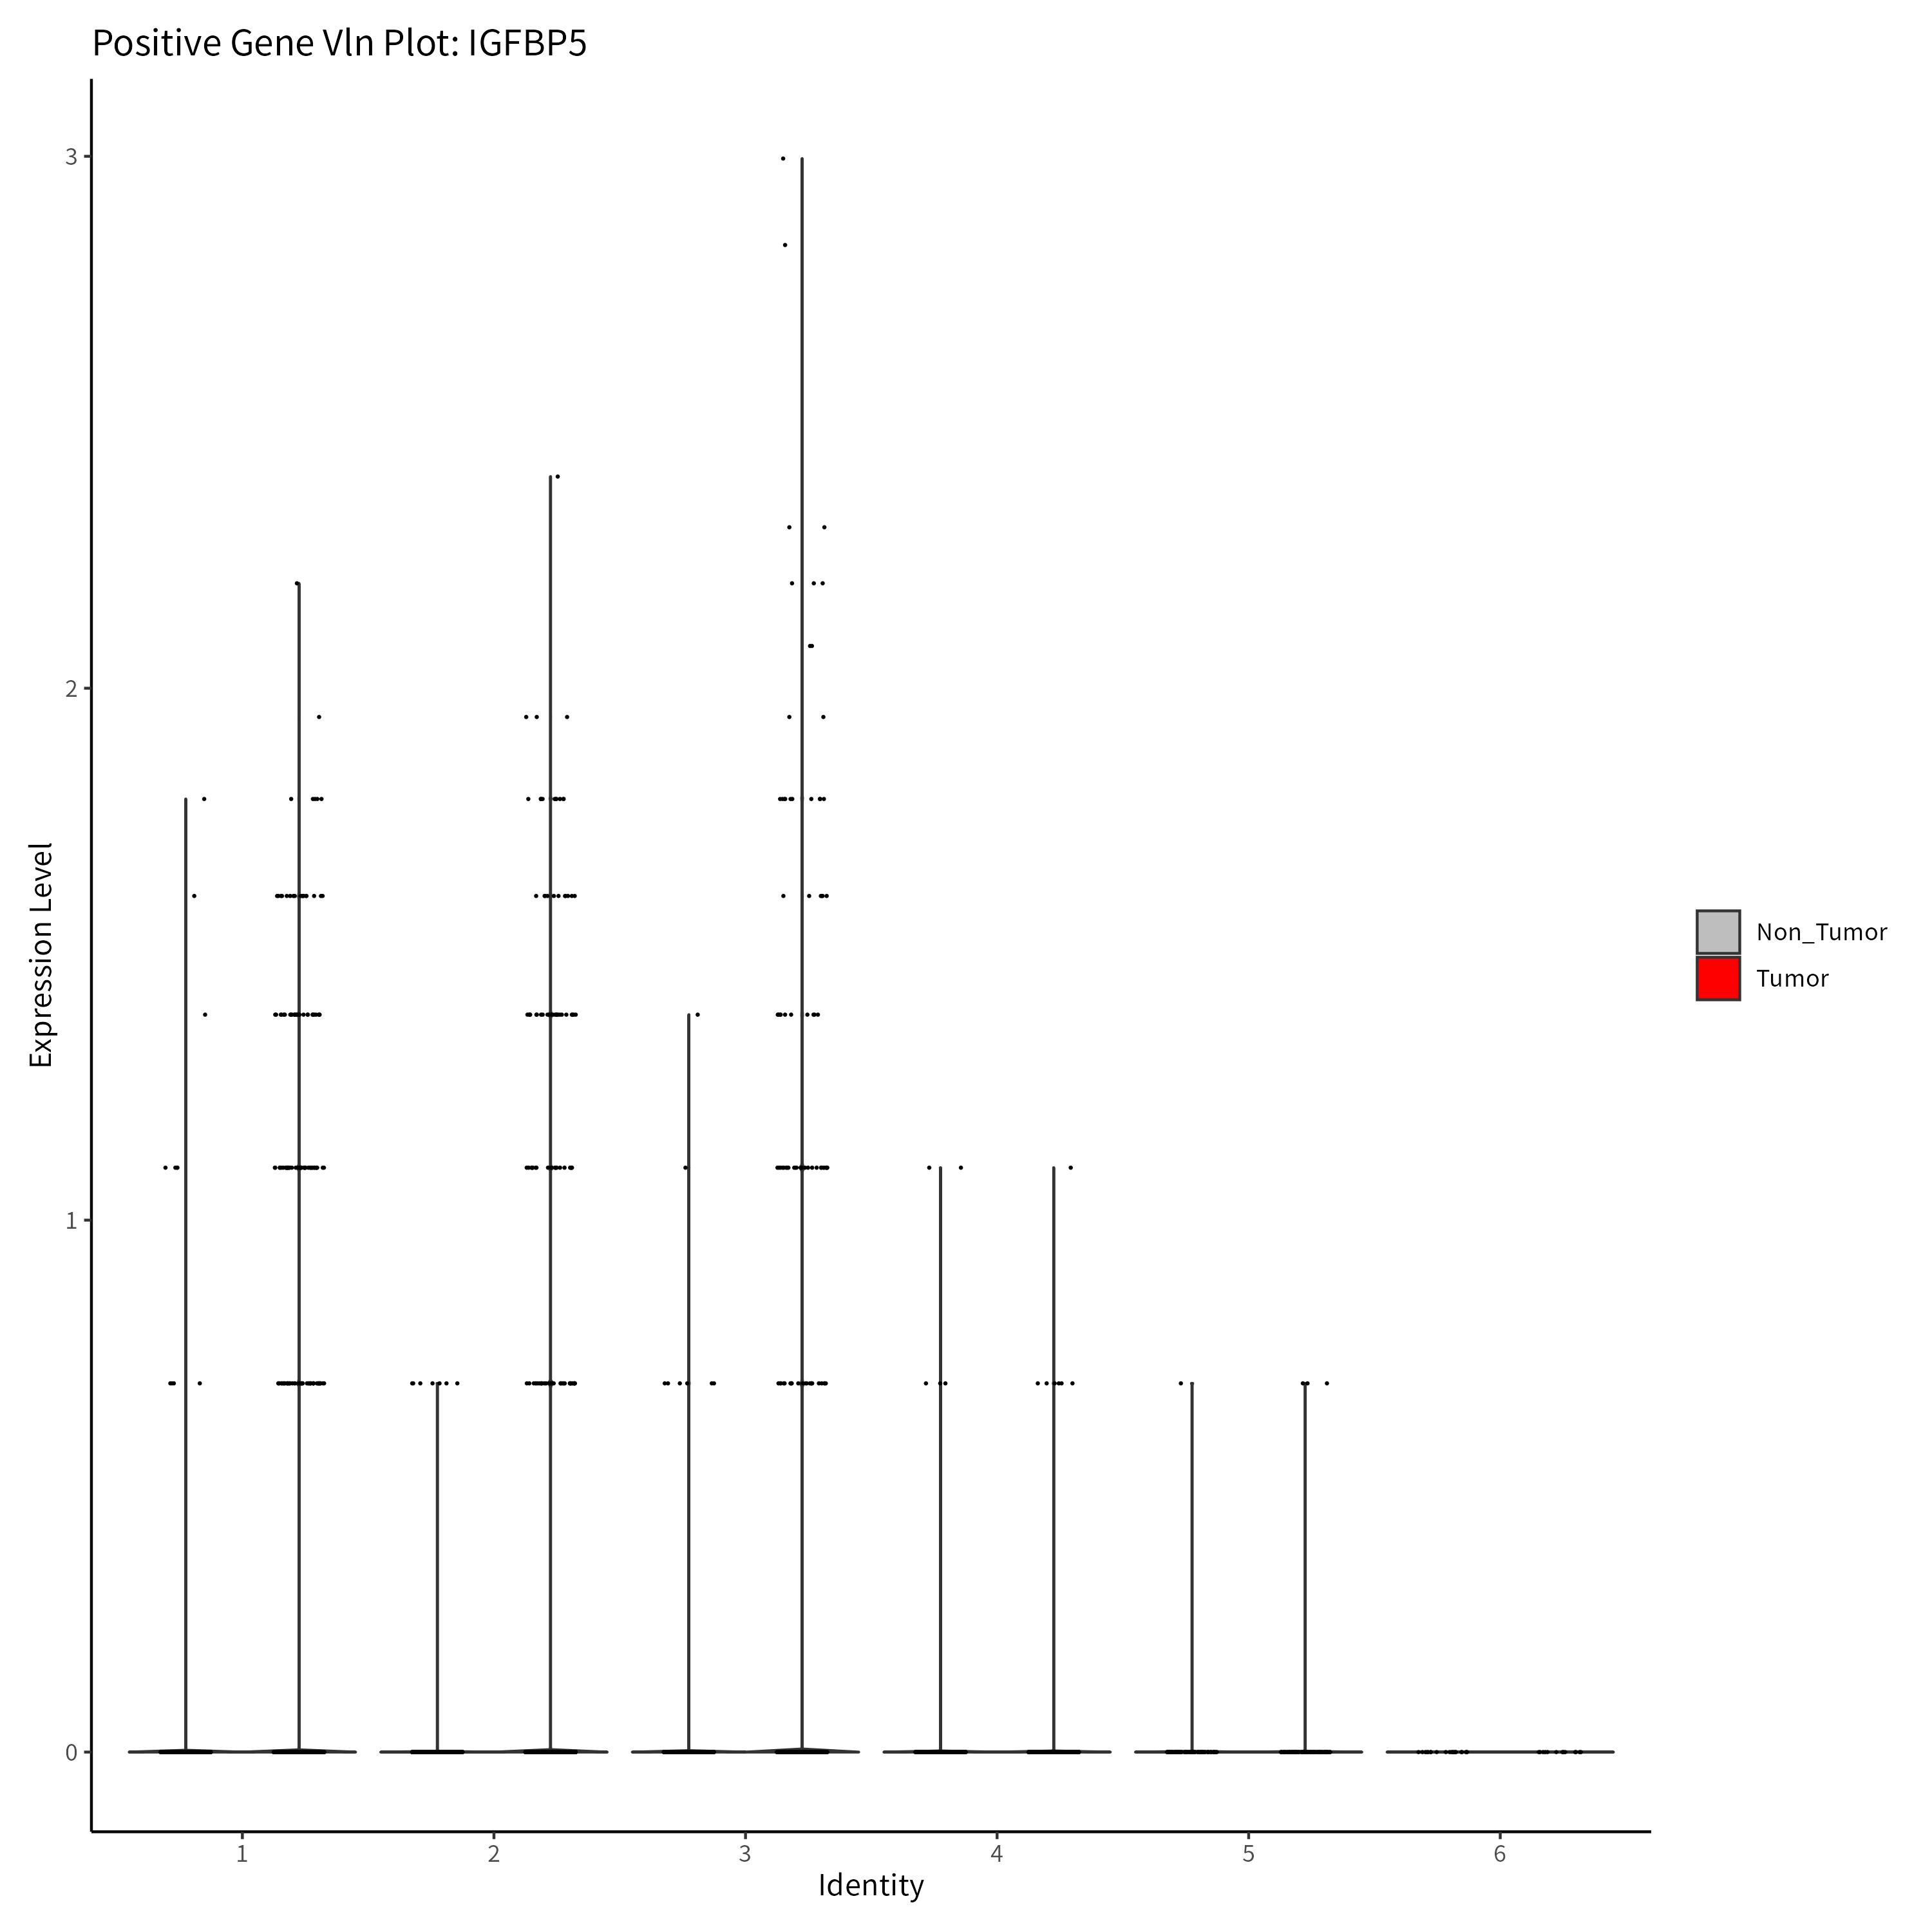 Positive Gene Vln Plot: IGFBP5
3
2
1
0
Expression Level
1 2 3 4 5 6
Identity
Non_Tumor
Tumor